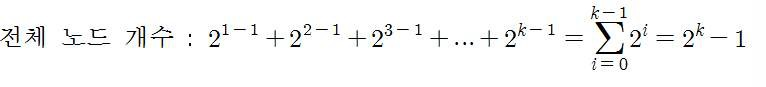 전체 노드 개수 : 2^{1-1} + 2^{2-1} + 2^{3-1} + ... + 2^{k-1} = \sum_{i=0}^{k-1} 2^i = 2^k - 1